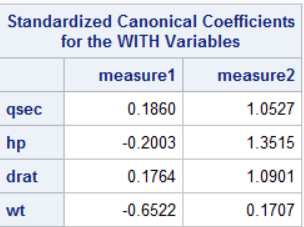 Standardized Canonical Coefficients
for the WITH Variables
measure1 measure2
qsec 0.1860 1.0527
hp -0.2003 1.3515
drat 0.1764 1.0901
wt -0.6522 0.1707